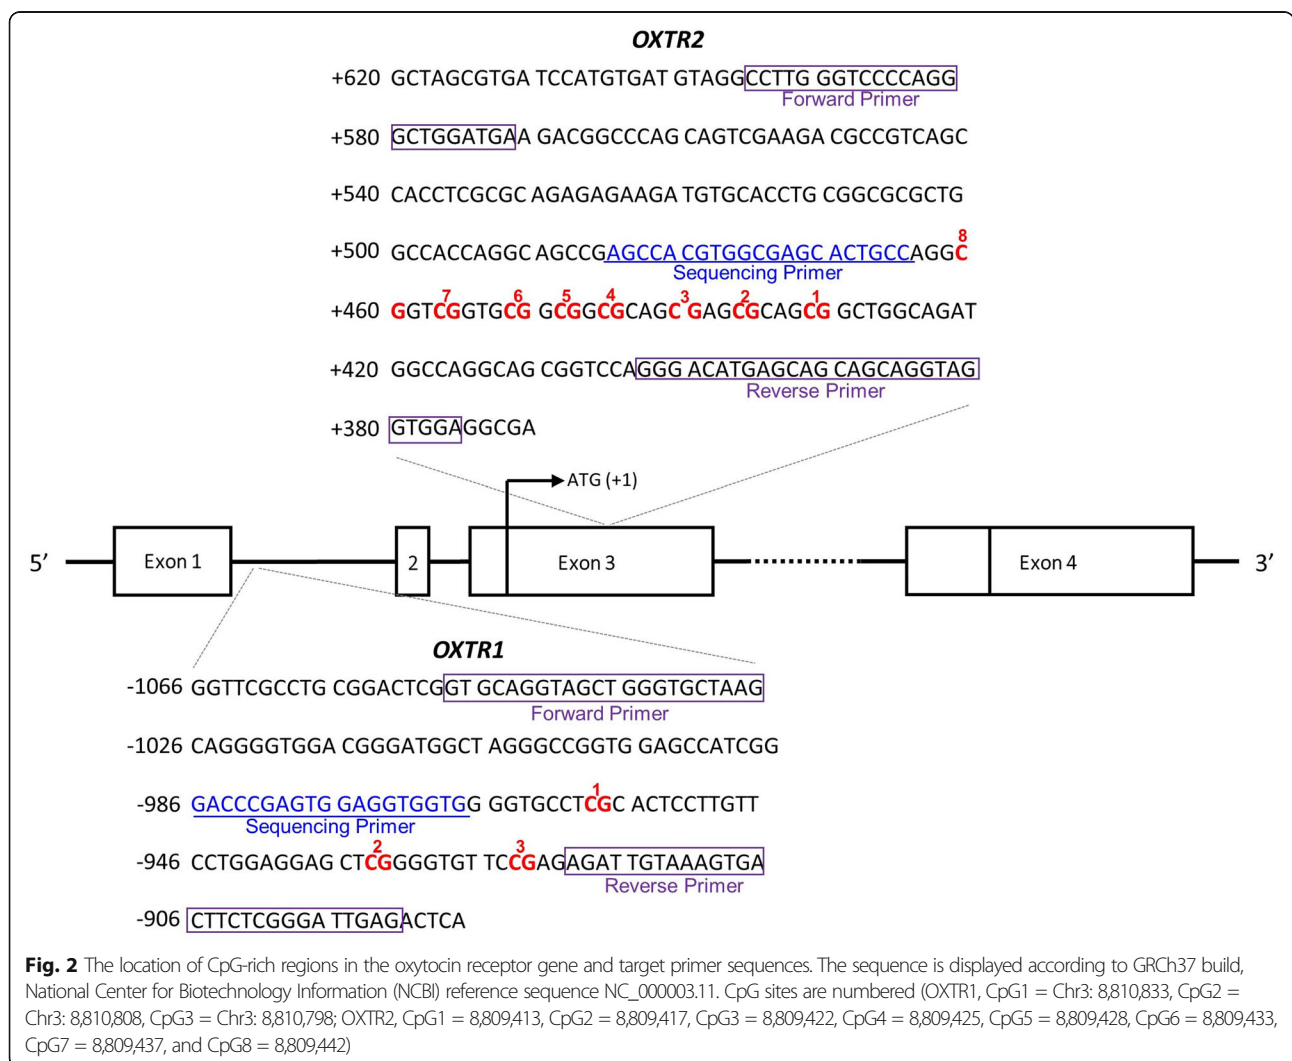 OXTR2
+620 GCTAGCGTGA TCCATGTGAT GTAGGCCTTG GGTCCCCAGG
Forward Primer
+580 GCTGGATGAA GACGGCCCAG CAGTCGAAGA CGCCGTCAGC
+540 CACCTCGCGC AGAGAGAAGA TGTGCACCTG CGGCGCGCTG
8
+500 GCCACCAGGC AGCCGAGCCA CGTGGCGAGC ACTGCCAGGC
Sequencing Primer
7 6 5 4 3 2 1
+460 GGTCGGTGCG GCGGCGCAGC GAGCGCAGCG GCTGGCAGAT
+420 GGCCAGGCAG CGGTCCAGGG ACATGAGCAG CAGCAGGTAG
Reverse Primer
+380 GTGGAGGCGA
ATG (+1)
5’ Exon 1 2 Exon 3 Exon 4 3’
OXTR1
-1066 GGTTCGCCTG CGGACTCGGT GCAGGTAGCT GGGTGCTAAG
Forward Primer
-1026 CAGGGGTGGA CGGGATGGCT AGGGCCGGTG GAGCCATCGG
1
-986 GACCCGAGTG GAGGTGGTGG GGTGCCTCGC ACTCCTTGTT
Sequencing Primer
2 3
-946 CCTGGAGGAG CTCGGGGTGT TCCGAGAGAT TGTAAAGTGA
Reverse Primer
-906 CTTCTCGGGA TTGAGACTCA
Fig. 2 The location of CpG-rich regions in the oxytocin receptor gene and target primer sequences. The sequence is displayed according to GRCh37 build,
National Center for Biotechnology Information (NCBI) reference sequence NC_000003.11. CpG sites are numbered (OXTR1, CpG1 = Chr3: 8,810,833, CpG2 =
Chr3: 8,810,808, CpG3 = Chr3: 8,810,798; OXTR2, CpG1 = 8,809,413, CpG2 = 8,809,417, CpG3 = 8,809,422, CpG4 = 8,809,425, CpG5 = 8,809,428, CpG6 = 8,809,433,
CpG7 = 8,809,437, and CpG8 = 8,809,442)